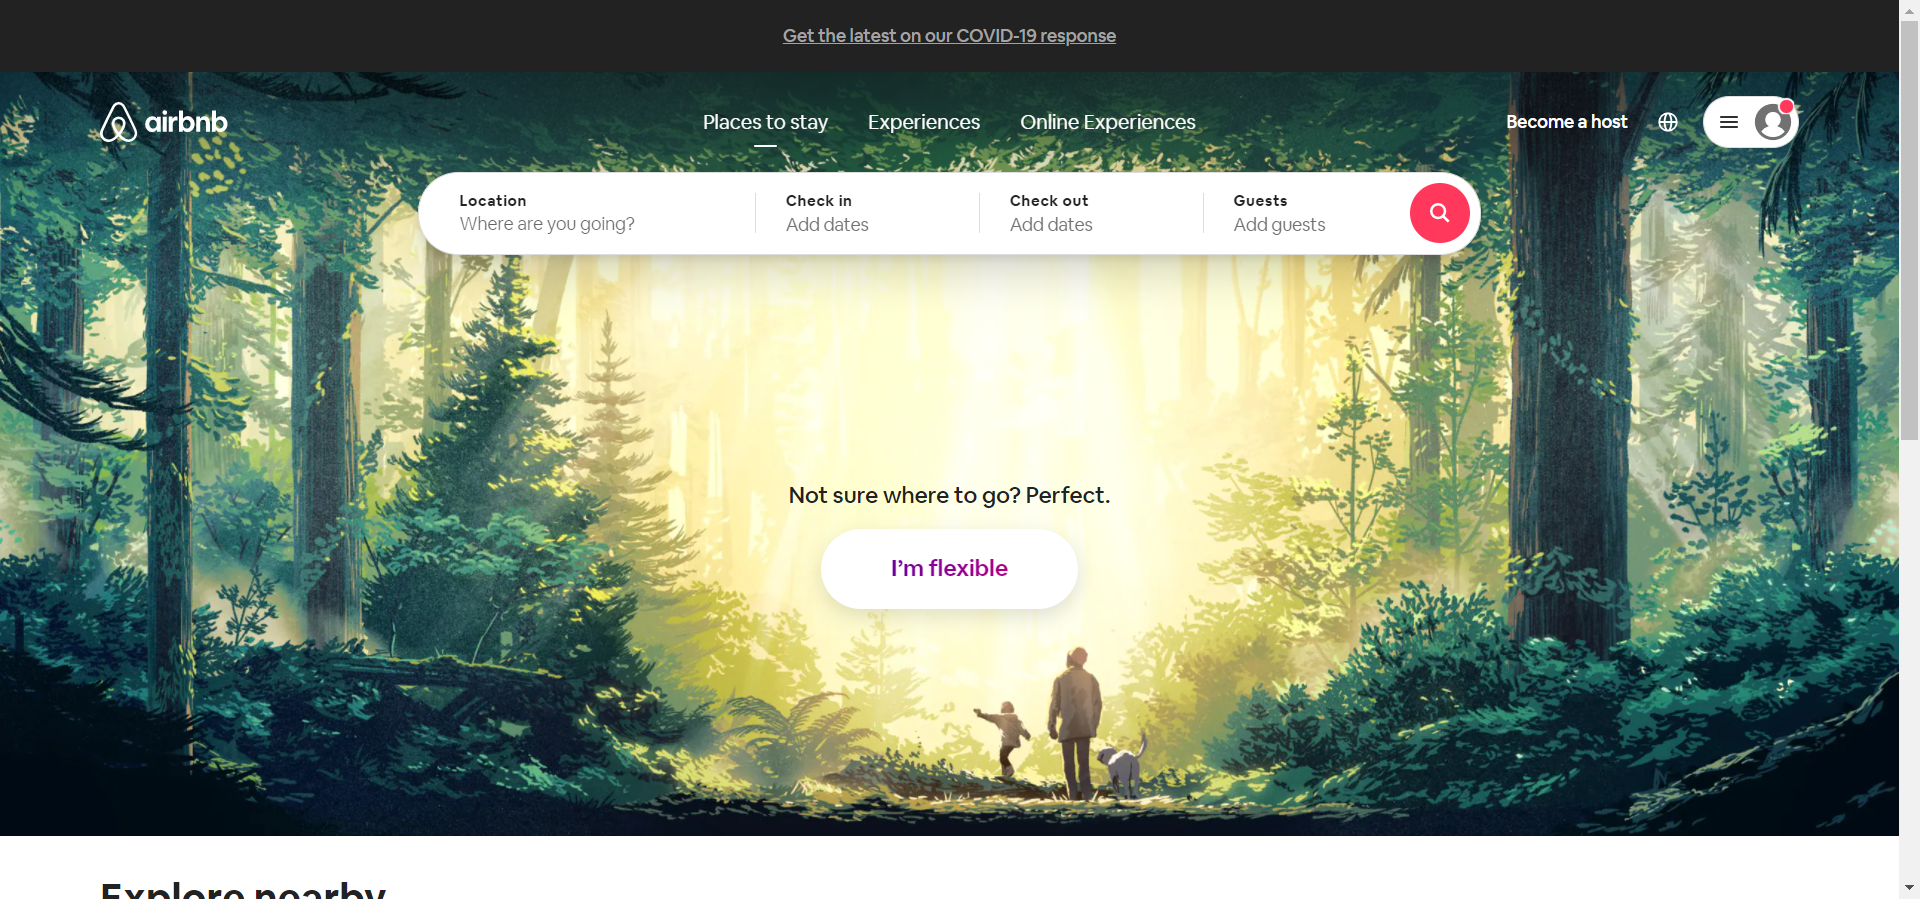 Get the latest on our COVID-19 response
airbnb
Places to stay
Experiences
Online Experiences
Become a host
Location
Where are you going?
Check in
Add dates
Check out
Add dates
Guests
Add guests
Not sure where to go? Perfect.
I'm flexible
Explore nearby